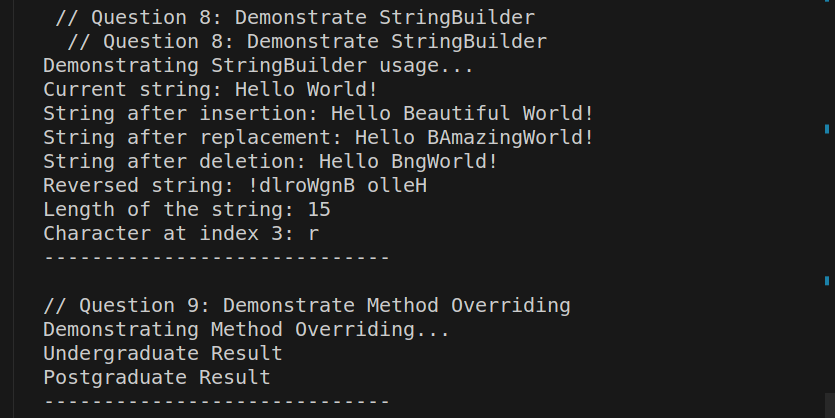 // Question 8: Demonstrate StringBuilder
// Question 8: Demonstrate StringBuilder
Demonstrating StringBuilder usage...
Current string: Hello World!
String after insertion: Hello Beautiful World!
String after replacement: Hello BAmazingWorld!
String after deletion: Hello BngWorld!
Reversed string: !dlroWgnB olleH
Length of the string: 15
Character at index 3: r
-----------------------------
// Question 9: Demonstrate Method Overriding
Demonstrating Method Overriding...
Undergraduate Result
Postgraduate Result
-----------------------------